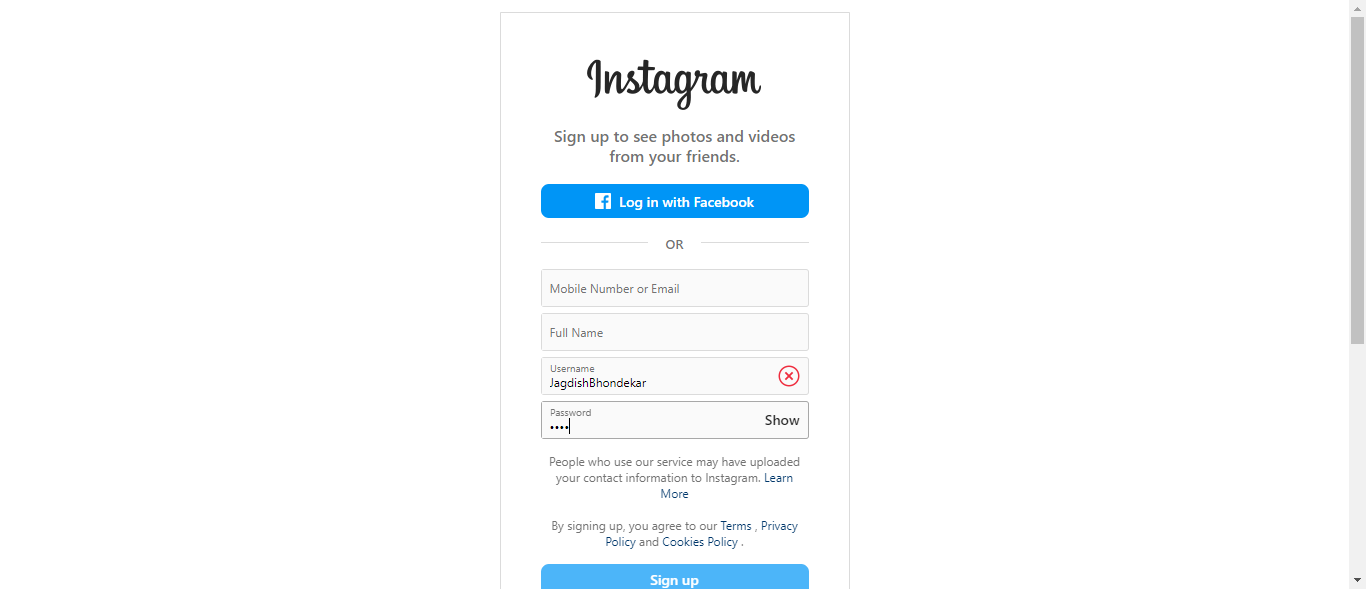 Instagram
Sign up to see photos and videos
from your friends.
Log in with Facebook
OR
Mobile Number or Email
Full Name
Username
JagdishBhondekar
Password
••••
Show
People who use our service may have uploaded
your contact information to Instagram. Learn
More
By signing up, you agree to our Terms , Privacy
Policy and Cookies Policy .
Sign up